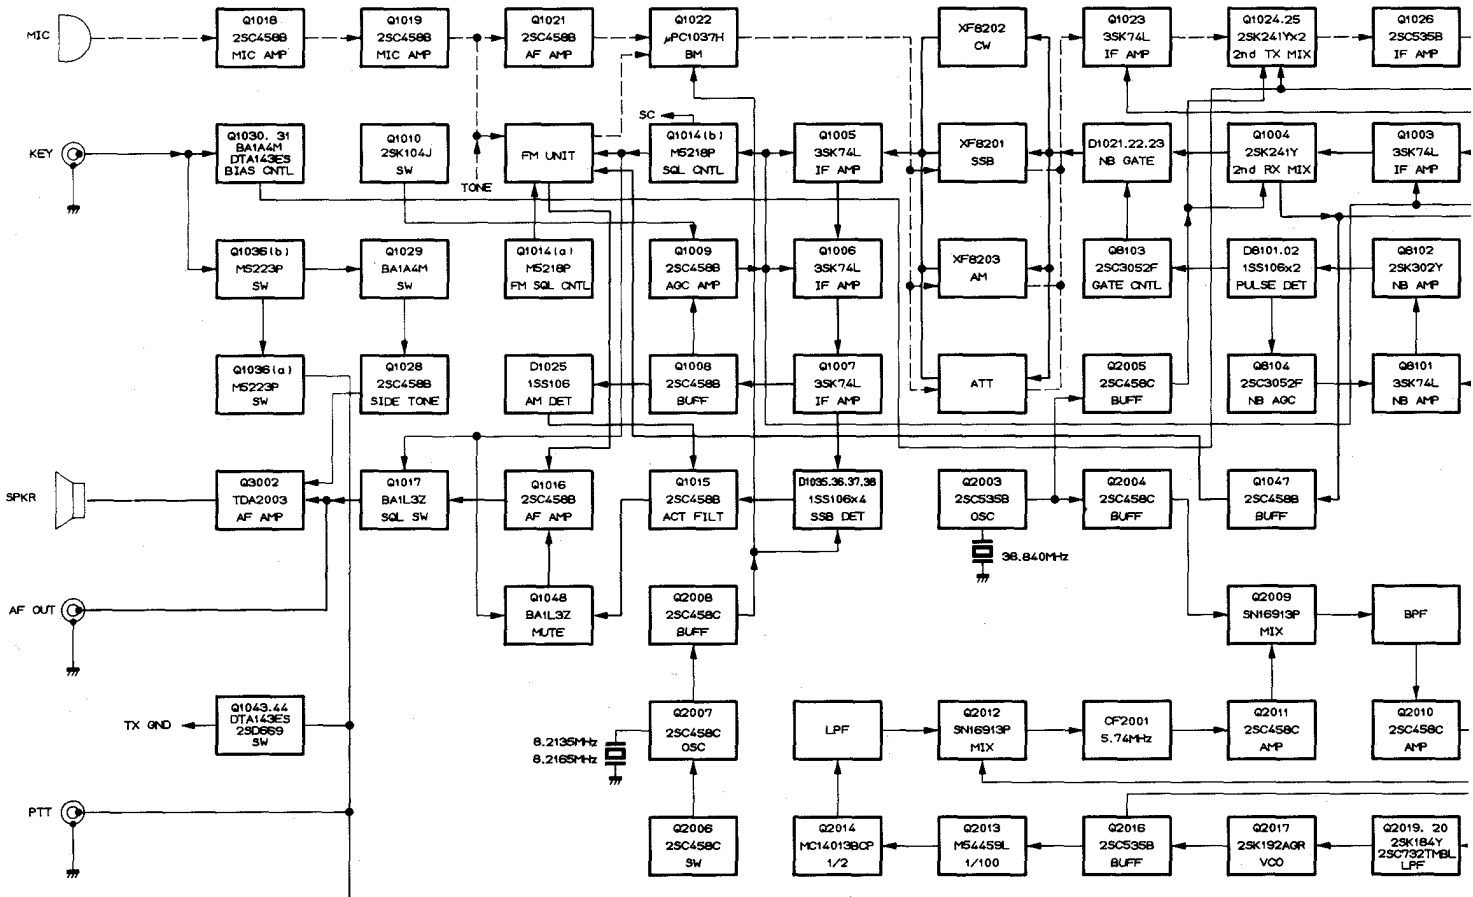 MIC
Q1018
2SC458B
MIC AMP
Q1019
2SC458B
MIC AMP
Q1021
2SC458B
AF AMP
Q1022
μPC1037H
BM
XF8202
CW
Q1023
3SK74L
IF AMP
Q1024.25
2SK241Yx2
2nd TX MIX
Q1026
2SC535B
IF AMP
KEY
Q1030. 31
BA1A4M
DTA143ES
BIAS CNTL
Q1010
2SK104J
SW
TONE
FM UNIT
SC
Q1014(b)
M5218P
SQL CNTL
Q1005
3SK74L
IF AMP
XF8201
SSB
D1021.22.23
NB GATE
Q1004
2SK241Y
2nd RX MIX
Q1003
3SK74L
IF AMP
Q1036(b)
M5223P
SW
Q1029
BA1A4M
SW
Q1014(a)
M5218P
FM SQL CNTL
Q1009
2SC458B
AGC AMP
Q1006
3SK74L
IF AMP
XF8203
AM
Q8103
2SC3052F
GATE CNTL
D8101.02
1SS106x2
PULSE DET
Q8102
2SK302Y
NB AMP
Q1036(a)
M5223P
SW
Q1028
2SC458B
SIDE TONE
D1025
1SS106
AM DET
Q1008
2SC458B
BUFF
Q1007
3SK74L
IF AMP
ATT
Q2005
2SC458C
BUFF
Q8104
2SC3052F
NB AGC
Q8101
3SK74L
NB AMP
SPKR
Q3002
TDA2003
AF AMP
Q1017
BA1L3Z
SQL SW
Q1016
2SC458B
AF AMP
Q1015
2SC458B
ACT FILT
D1035.36.37.38
1SS106x4
SSB DET
Q2003
2SC535B
OSC
Q2004
2SC458C
BUFF
Q1047
2SC458B
BUFF
36.840MHz
AF OUT
Q1048
BA1L3Z
MUTE
Q2008
2SC458C
BUFF
Q2009
SN16913P
MIX
BPF
TX GND
Q1043.44
DTA143ES
2SD669
SW
8.2135MHz
8.2165MHz
Q2007
2SC458C
OSC
LPF
Q2012
SN16913P
MIX
CF2001
5.74MHz
Q2011
2SC458C
AMP
Q2010
2SC458C
AMP
PTT
Q2006
2SC458C
SW
Q2014
MC14013BCP
1/2
Q2013
M54459L
1/100
Q2016
2SC535B
BUFF
Q2017
2SK192AGR
VCO
Q2019. 20
2SK184Y
2SC732TMBL
LPF